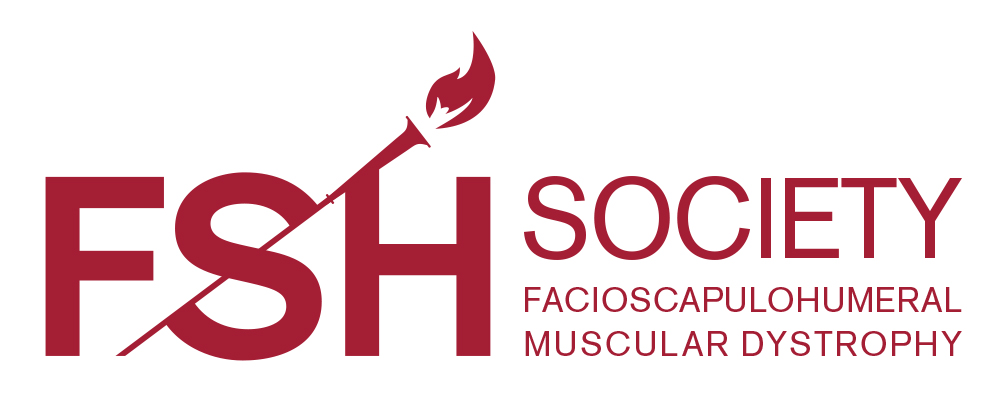 FSH SOCIETY
FACIOSCAPULOHUMERAL
MUSCULAR DYSTROPHY